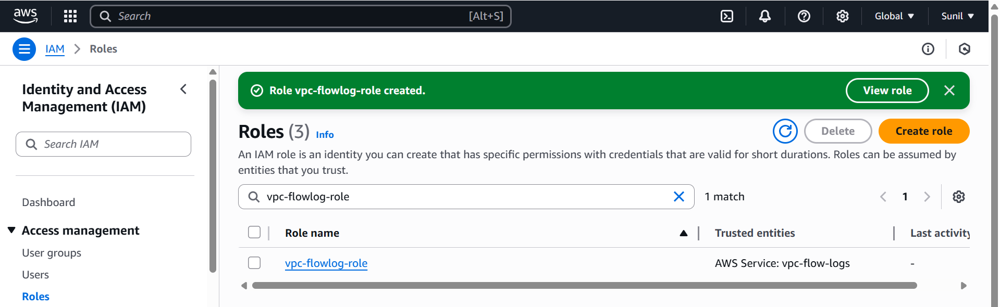 aws
Search
[Alt+S]
Global
Sunil
IAM
Roles
Identity and Access
Management (IAM)
Search IAM
Dashboard
Access management
User groups
Users
Roles
Role vpc-flowlog-role created.
View role
Roles (3) Info
Delete
Create role
An IAM role is an identity you can create that has specific permissions with credentials that are valid for short durations. Roles can be assumed by
entities that you trust.
vpc-flowlog-role
1 match
1
Role name
Trusted entities
Last activity
vpc-flowlog-role
AWS Service: vpc-flow-logs
-